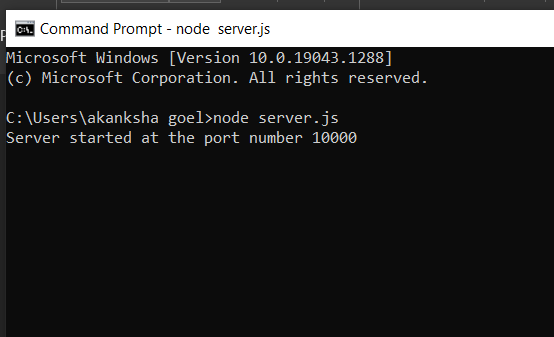 Command Prompt - node  server.js
Microsoft Windows [Version 10.0.19043.1288]
(c) Microsoft Corporation. All rights reserved.
C:\Users\akanksha goel>node server.js
Server started at the port number 10000